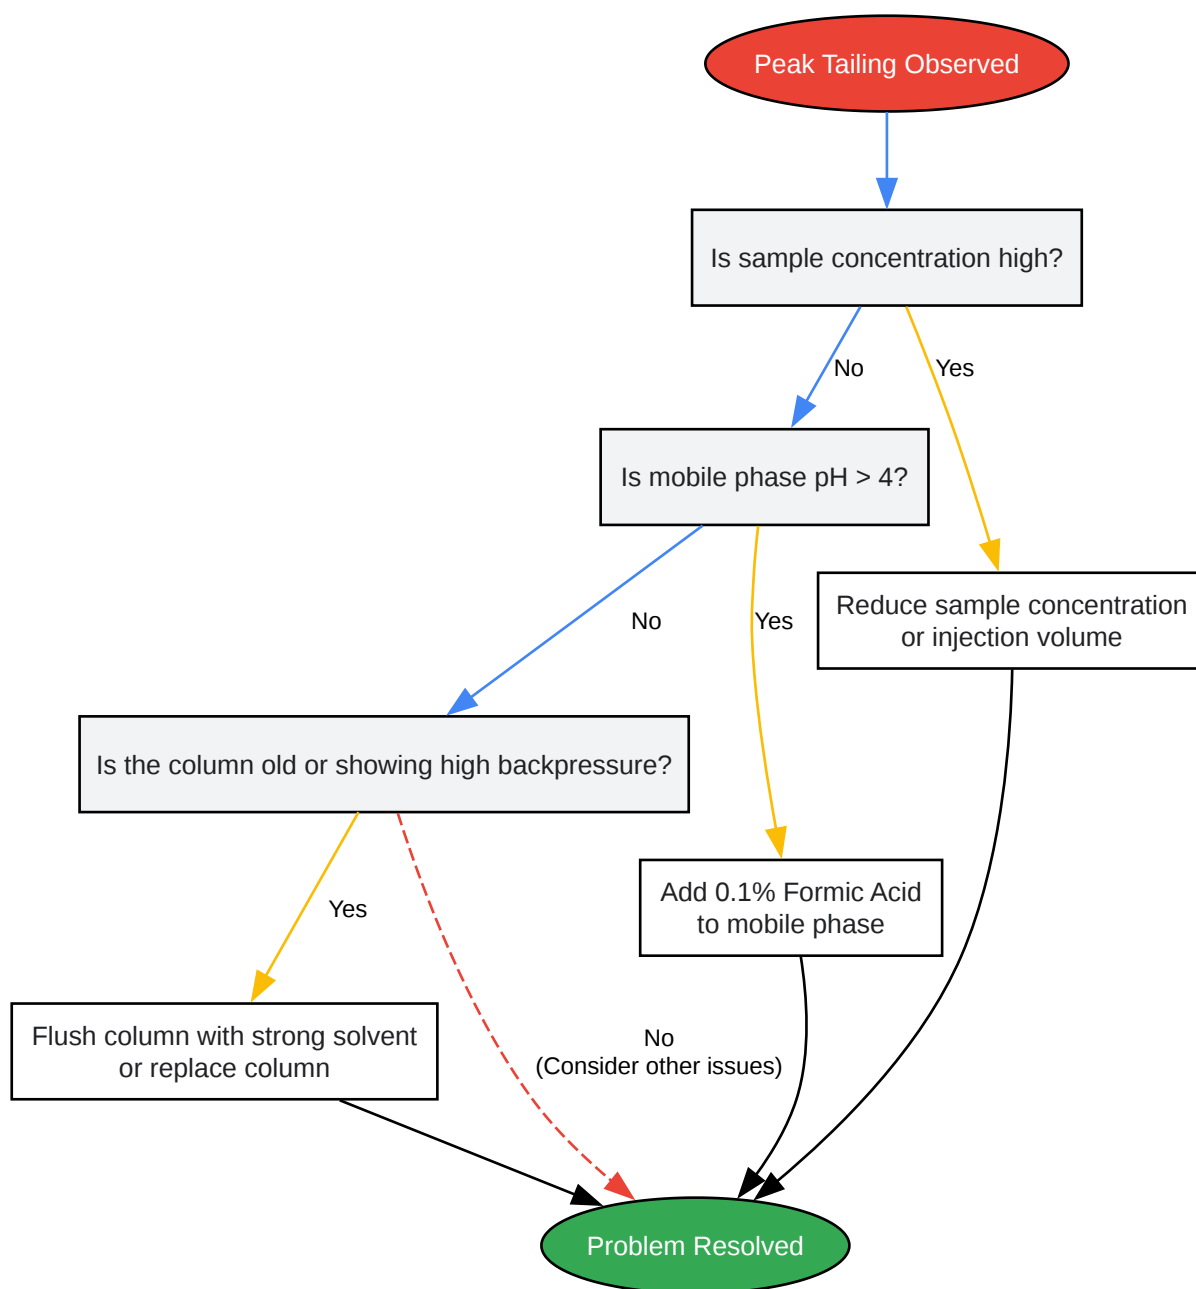 Peak Tailing Observed
Is sample concentration high?
No
Yes
Is mobile phase pH > 4?
Reduce sample concentration
or injection volume
No
Yes
Is the column old or showing high backpressure?
Add 0.1% Formic Acid
to mobile phase
Yes
Flush column with strong solvent
or replace column
No
(Consider other issues)
Problem Resolved